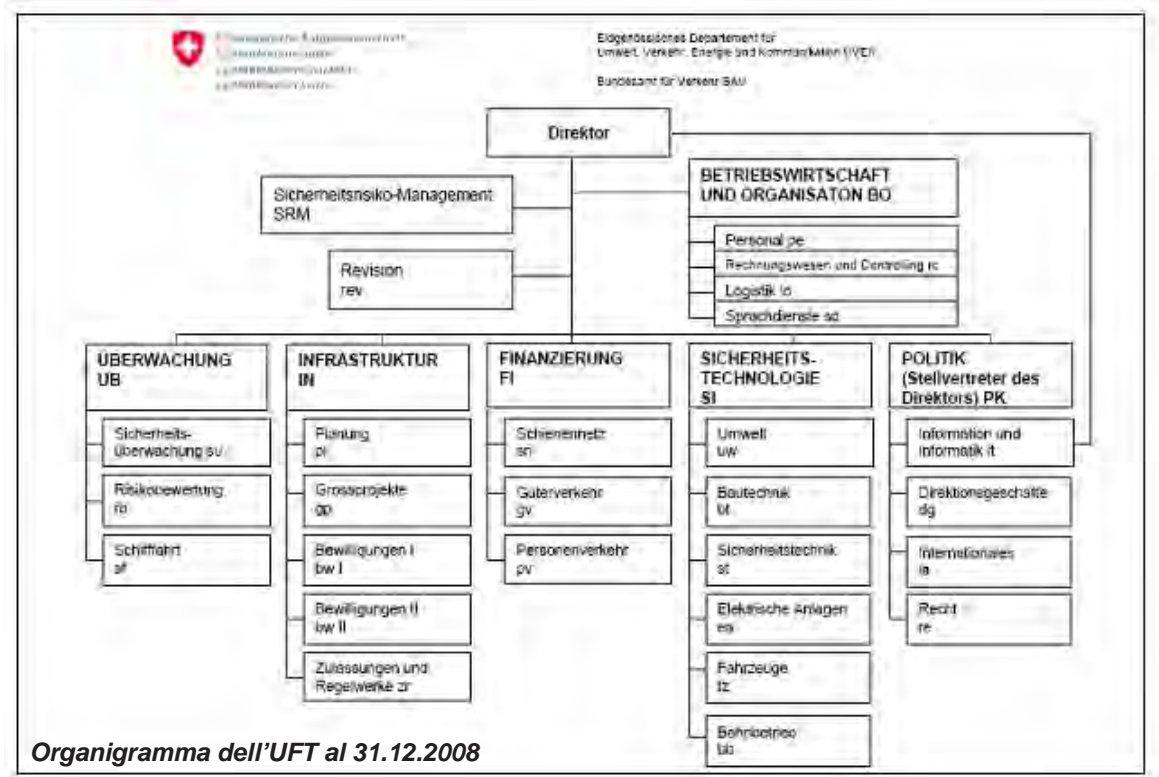 Eidgenössisches Departement für
Umwelt, Verkehr, Energie und Kommunikation UVEK
Bundesamt für Verkehr BAV
Direktor
Sicherheitsrisiko-Management
SRM
Revision
rev
BETRIEBSWIRTSCHAFT
UND ORGANISATON BO
Personal pe
Rechnungswesen und Controlling rc
Logistik lo
Sprachdienste sd
ÜBERWACHUNG
UB
Sicherheits-
überwachung su
Risikobewertung
rb
Schifffahrt
sf
INFRASTRUKTUR
IN
Planung
pl
Grossprojekte
gp
Bewilligungen I
bw I
Bewilligungen II
bw II
Zulassungen und
Regelwerke zr
FINANZIERUNG
FI
Schienennetz
sn
Güterverkehr
gv
Personenverkehr
pv
SICHERHEITS-
TECHNOLOGIE
SI
Umwelt
uw
Bautechnik
bt
Sicherheitstechnik
st
Elektrische Anlagen
ea
Fahrzeuge
fz
Bahnbetrieb
bb
POLITIK
(Stellvertreter des
Direktors) PK
Information und
Informatik it
Direktionsgeschäfte
dg
Internationales
ia
Recht
re
Organigramma dell'UFT al 31.12.2008